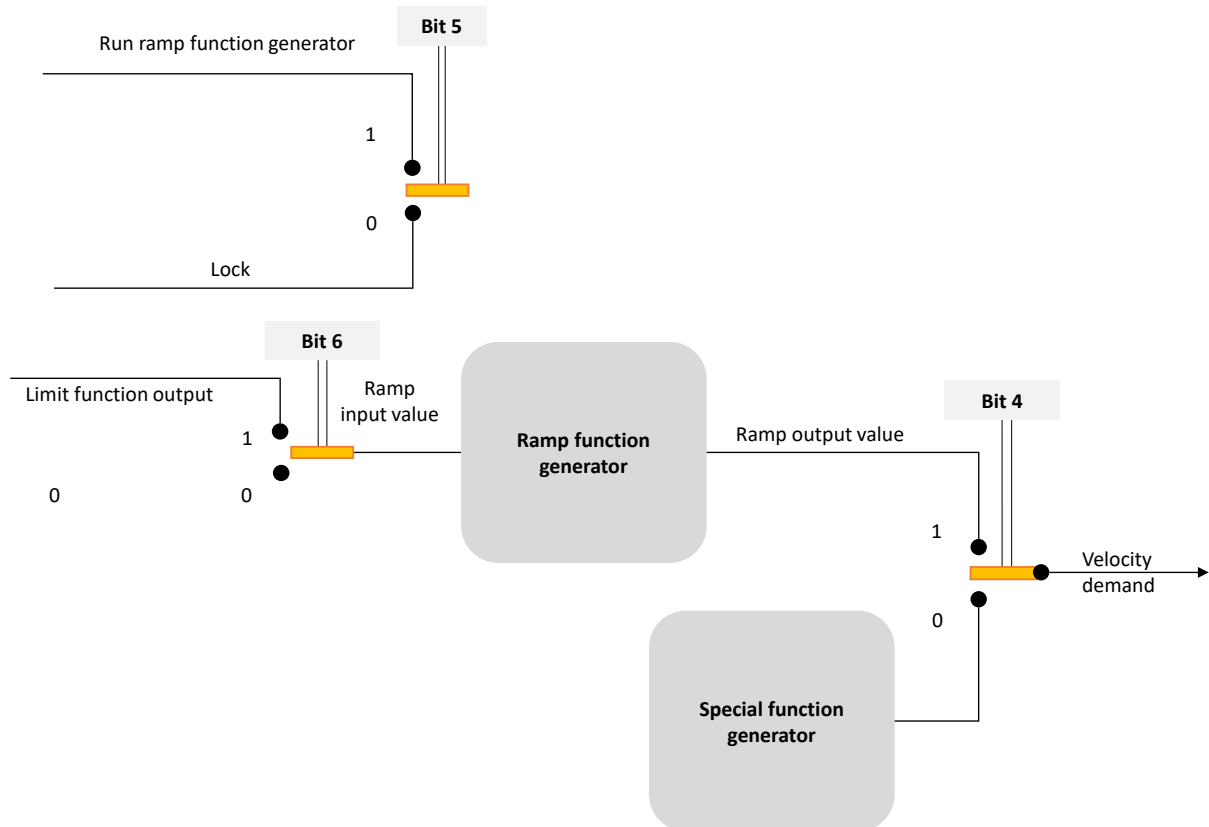 Bit 5
Run ramp function generator
1
0
Lock
Bit 6
Limit function output
Ramp
input value
1
0
0
Ramp function
generator
Ramp output value
Bit 4
1
0
Velocity
demand
Special function
generator